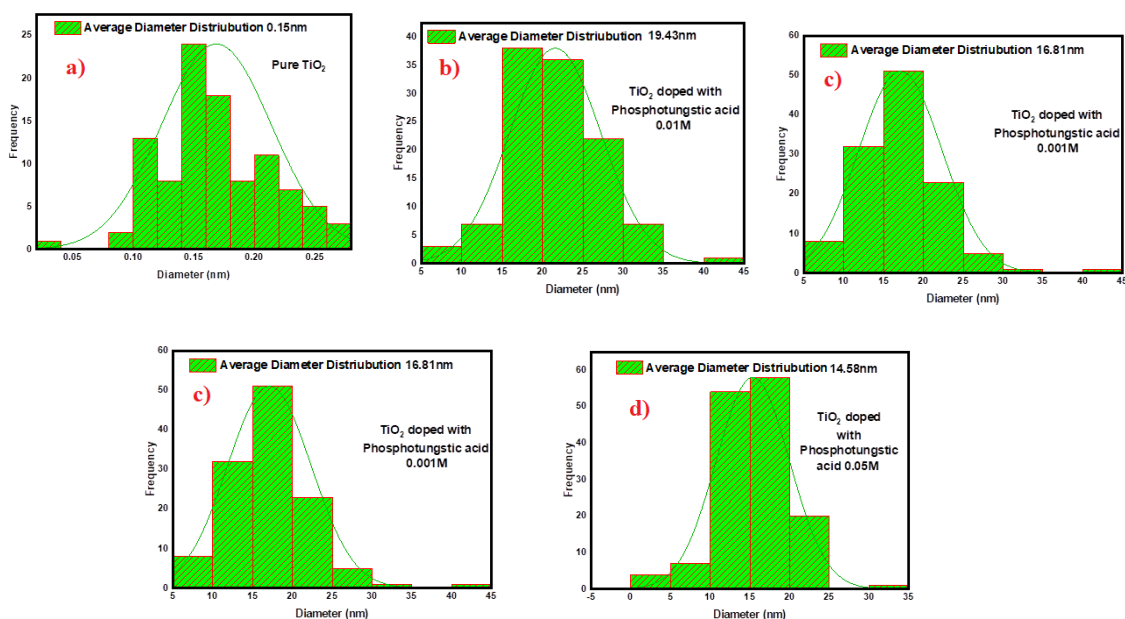 Average Diameter Distriubution 0.15nm
a)
Pure TiO₂
Frequency
0
5
10
15
20
25
0.05
0.10
0.15
0.20
0.25
Diameter (nm)
Average Diameter Distriubution 19.43nm
b)
TiO₂ doped with
Phosphotungstic acid
0.01M
Frequency
0
5
10
15
20
25
30
35
40
5
10
15
20
25
30
35
40
45
Diameter (nm)
Average Diameter Distriubution 16.81nm
c)
TiO₂ doped with
Phosphotungstic acid
0.001M
Frequency
0
10
20
30
40
50
60
5
10
15
20
25
30
35
40
45
Diameter (nm)
Average Diameter Distriubution 16.81nm
c)
TiO₂ doped with
Phosphotungstic acid
0.001M
Frequency
0
10
20
30
40
50
60
5
10
15
20
25
30
35
40
45
Diameter (nm)
Average Diameter Distriubution 14.58nm
d)
TiO₂ doped
with
Phosphotungstic
acid 0.05M
Frequency
0
10
20
30
40
50
60
-5
0
5
10
15
20
25
30
35
Diameter (nm)